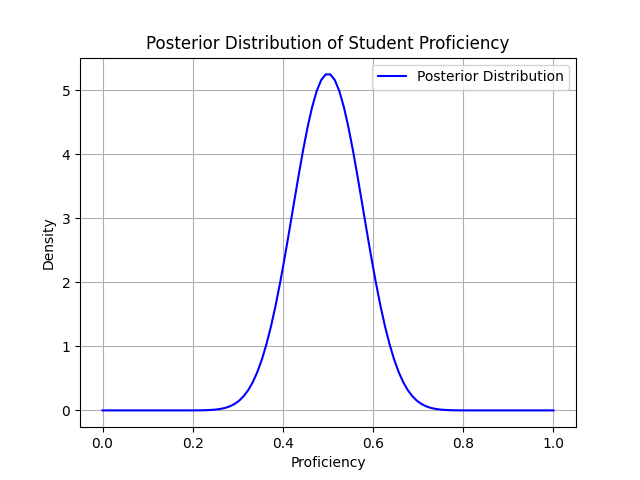 Posterior Distribution of Student Proficiency
Posterior Distribution
5
4
3
2
1
0
Density
0.0 0.2 0.4 0.6 0.8 1.0
Proficiency